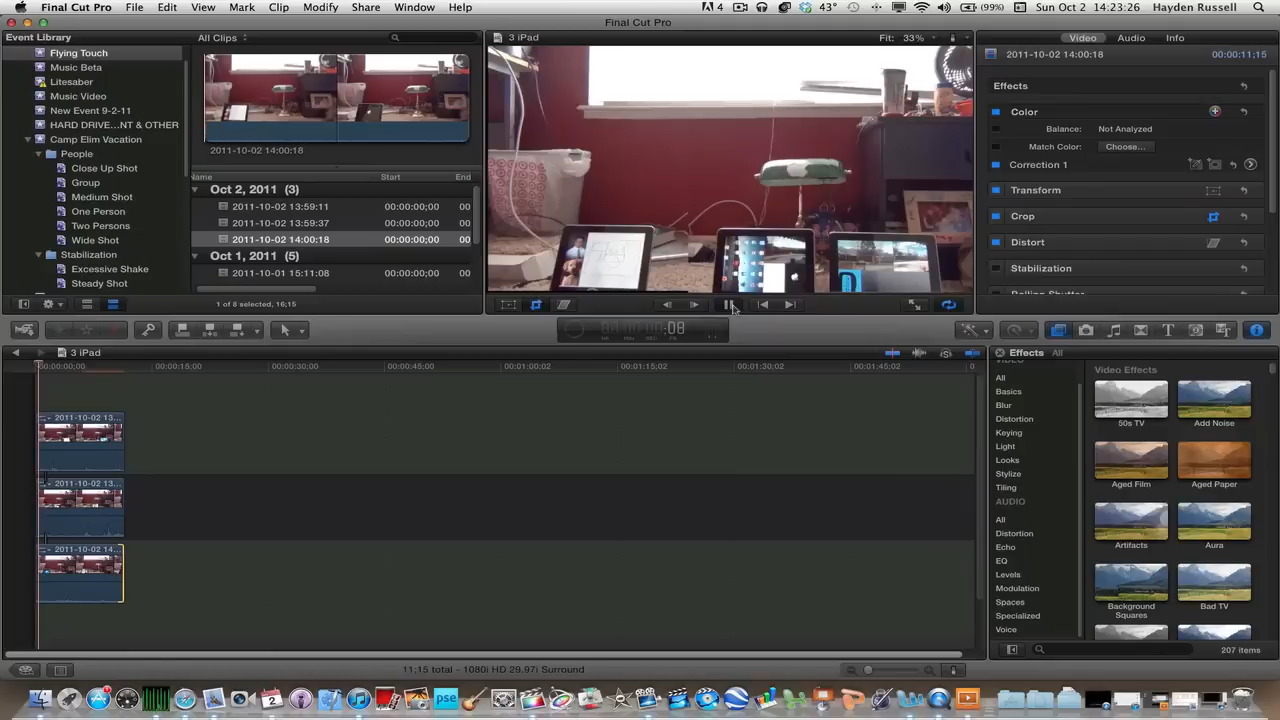 Final Cut Pro File Edit View Mark Clip Modify Share Window Help 4 43° (99%) Sun Oct 2 14:23:26 Hayden Russell
Final Cut Pro
Event Library
Flying Touch
Music Beta
Litesaber
Music Video
New Event 9-2-11
HARD DRIVE...NT & OTHER
Camp Elim Vacation
People
Close Up Shot
Group
Medium Shot
One Person
Two Persons
Wide Shot
Stabilization
Excessive Shake
Steady Shot
All Clips
2011-10-02 14:00:18
Name Start End
Oct 2, 2011 (3)
2011-10-02 13:59:11 00:00:00;00 00
2011-10-02 13:59:37 00:00:00;00 00
2011-10-02 14:00:18 00:00:00;00 00
Oct 1, 2011 (5)
2011-10-01 15:11:08 00:00:00;00 00
1 of 8 selected, 16;15
3 iPad Fit: 33%
Video Audio Info
2011-10-02 14:00:18 00:00:11;15
Effects
Color
Balance: Not Analyzed
Match Color: Choose...
Correction 1
Transform
Crop
Distort
Stabilization
Rolling Shutter
:08
3 iPad
00:00:00;00 00:00:15;00 00:00:30;00 00:00:45;00 00:01:00;02 00:01:15;02 00:01:30;02 00:01:45;02
2011-10-02 13...
2011-10-02 13...
2011-10-02 14...
11;15 total - 1080i HD 29.97i Surround
Effects All
VIDEO
All
Basics
Blur
Distortion
Keying
Light
Looks
Stylize
Tiling
AUDIO
All
Distortion
Echo
EQ
Levels
Modulation
Spaces
Specialized
Voice
Video Effects
50s TV Add Noise
Aged Film Aged Paper
Artifacts Aura
Background Squares Bad TV
207 items
pse